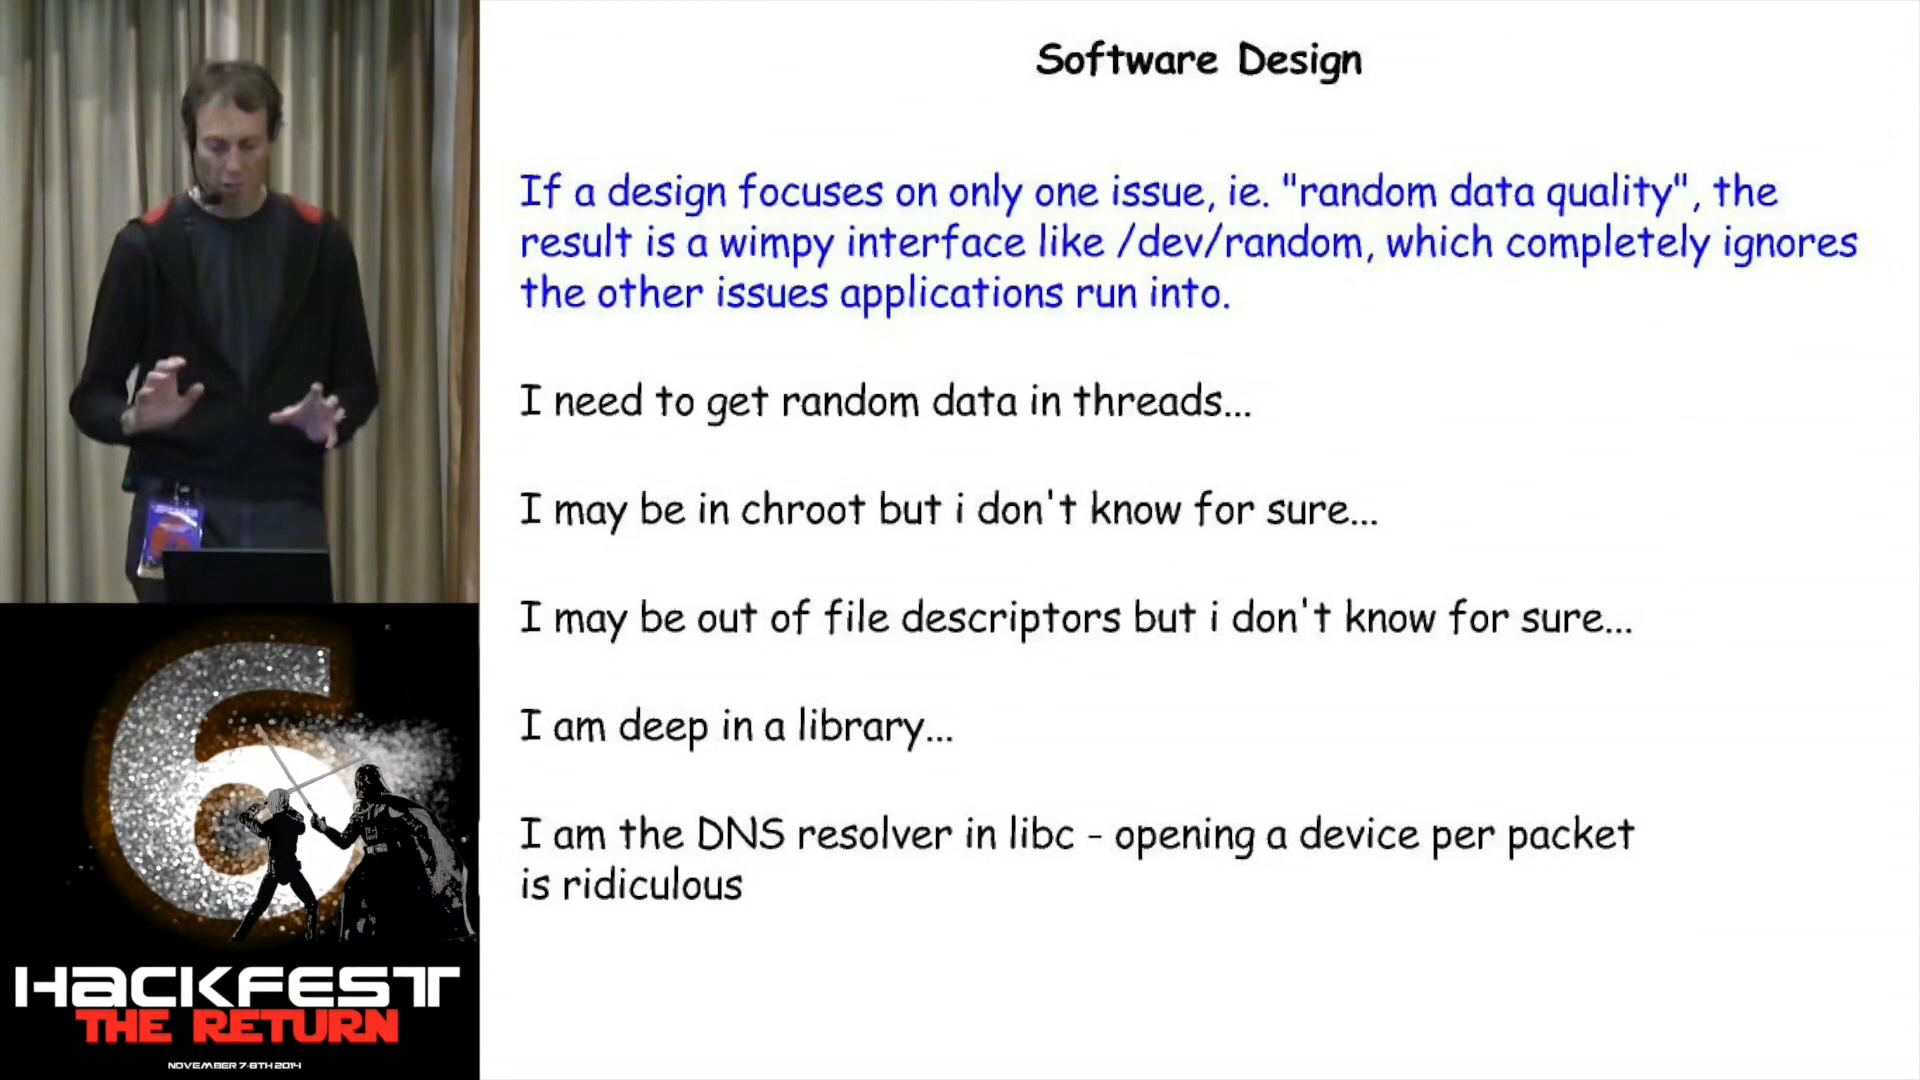 Software Design
If a design focuses on only one issue, ie. "random data quality", the
result is a wimpy interface like /dev/random, which completely ignores
the other issues applications run into.
I need to get random data in threads...
I may be in chroot but i don't know for sure...
I may be out of file descriptors but i don't know for sure...
I am deep in a library...
I am the DNS resolver in libc - opening a device per packet
is ridiculous
6
HACKFEST
THE RETURN
NOVEMBER 7-8TH 2014